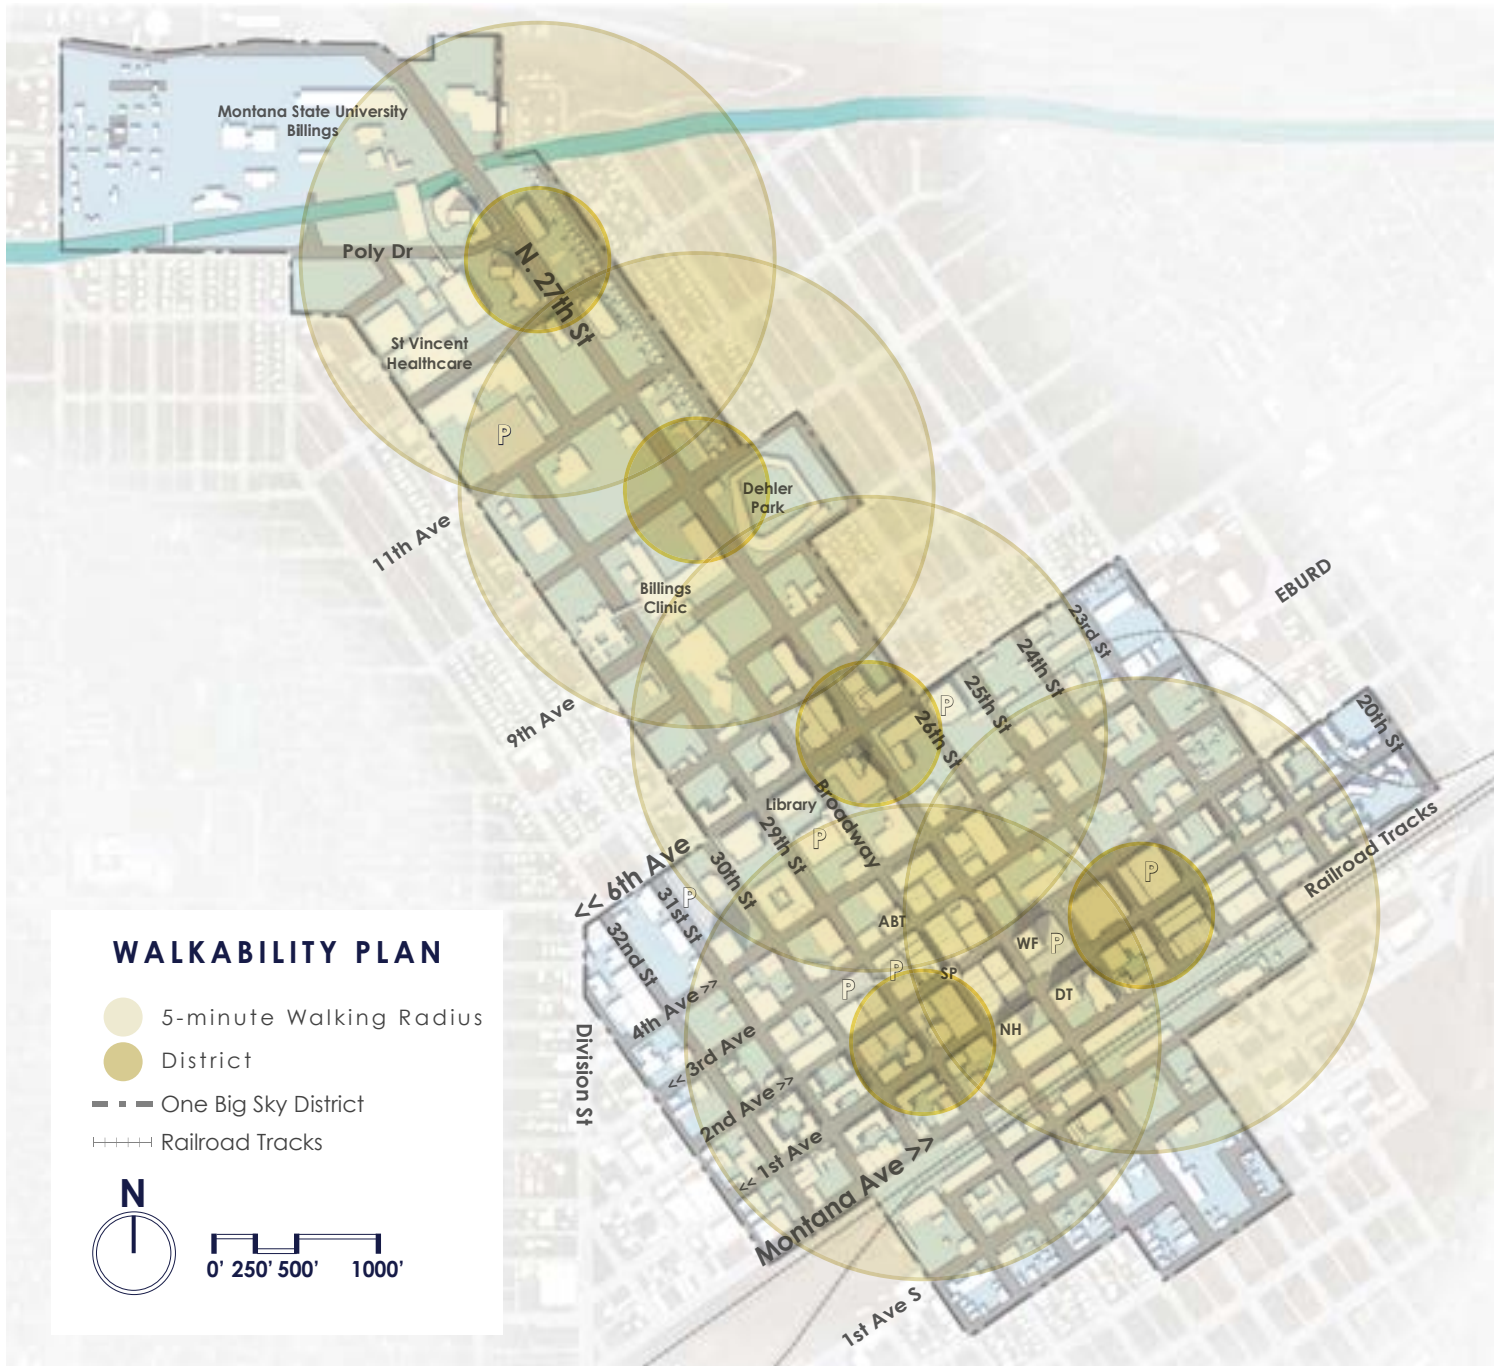 Montana State University
Billings
Poly Dr
N. 27th St
St Vincent
Healthcare
P
Dehler
Park
11th Ave
Billings
Clinic
9th Ave
EBURD
23rd St
24th St
25th St
26th St
20th St
P
Broadway
Library
P
29th St
30th St
<< 6th Ave
P
31st St
32nd St
Railroad Tracks
P
ABT
WF
P
SP
P
P
DT
NH
4th Ave >>
<< 3rd Ave
2nd Ave >>
<< 1st Ave
Montana Ave >>
Division St
1st Ave S
WALKABILITY PLAN
5-minute Walking Radius
District
One Big Sky District
Railroad Tracks
N
0' 250' 500' 1000'